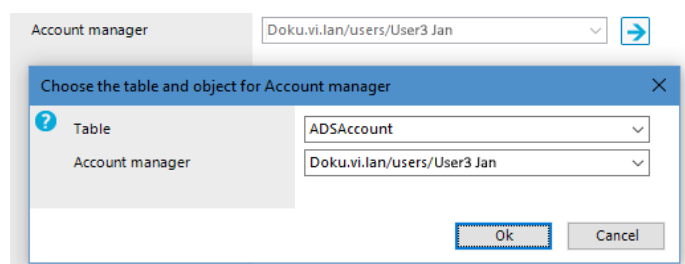 Account manager Doku.vi.lan/users/User3 Jan
Choose the table and object for Account manager
Table ADSAccount
Account manager Doku.vi.lan/users/User3 Jan
Ok Cancel